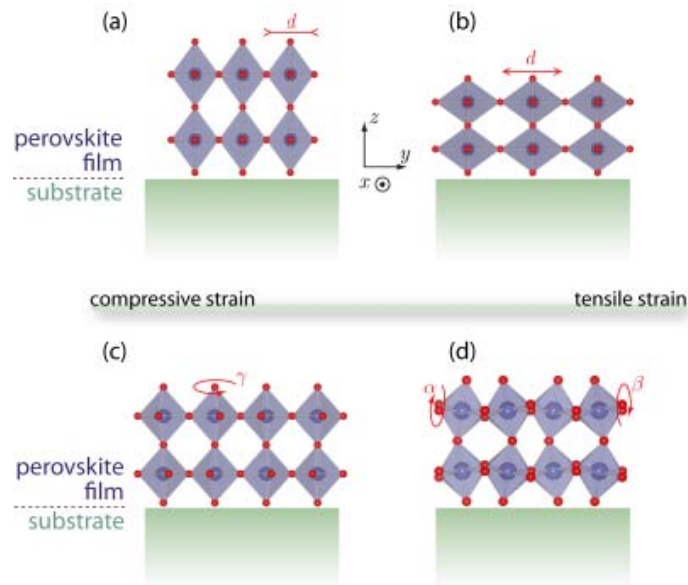 (a)
d
(b)
d
z
y
x
perovskite
film
substrate
compressive strain
tensile strain
(c)
γ
(d)
α
β
perovskite
film
substrate